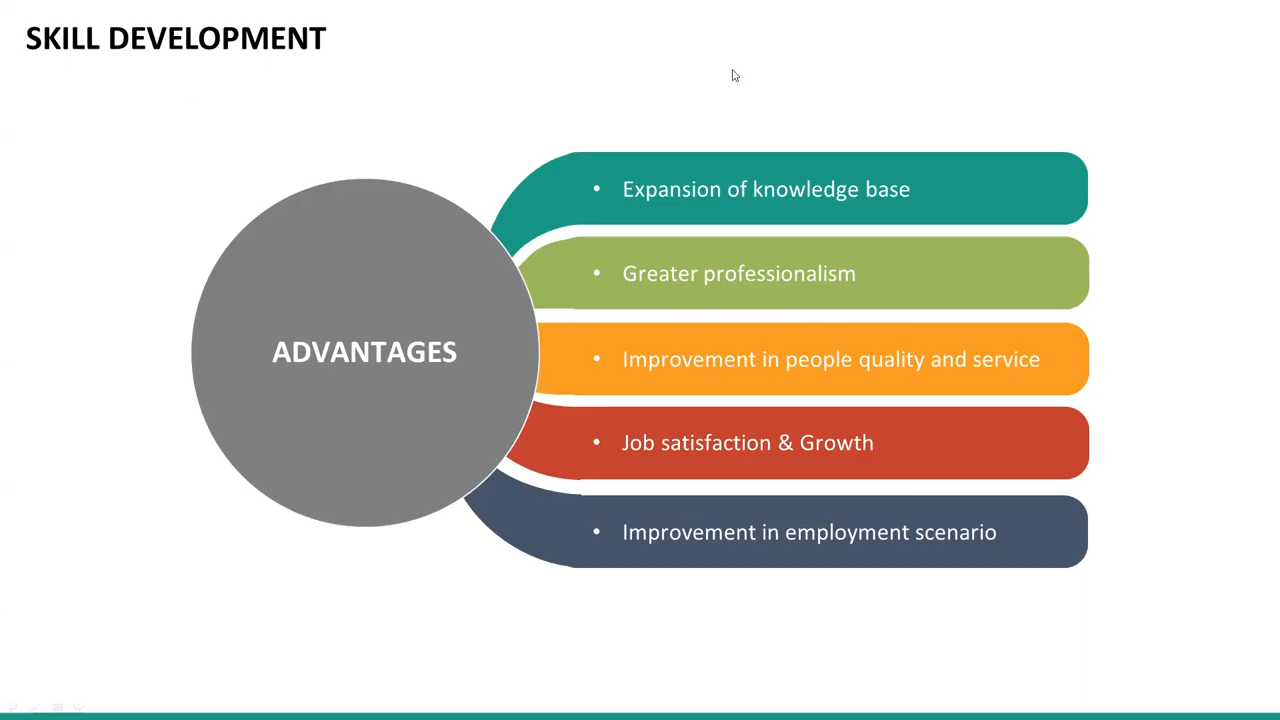 SKILL DEVELOPMENT
ADVANTAGES
• Expansion of knowledge base
• Greater professionalism
• Improvement in people quality and service
• Job satisfaction & Growth
• Improvement in employment scenario